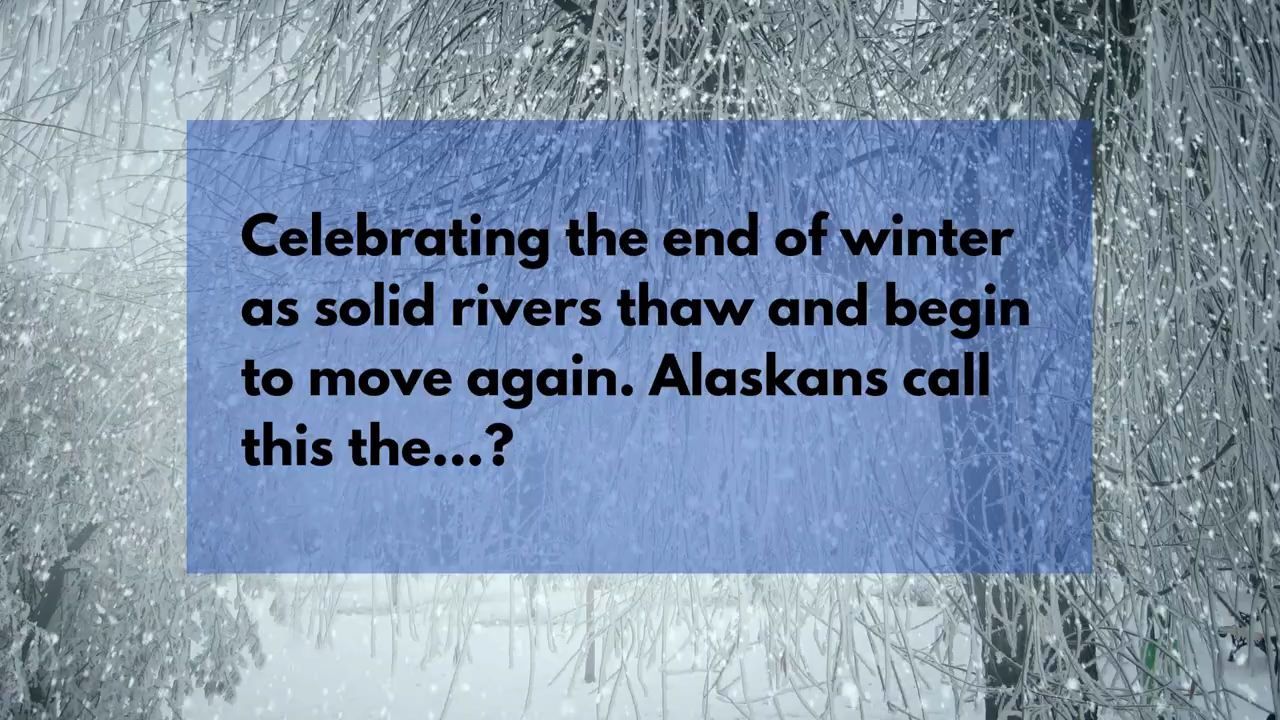 Celebrating the end of winter
as solid rivers thaw and begin
to move again. Alaskans call
this the...?